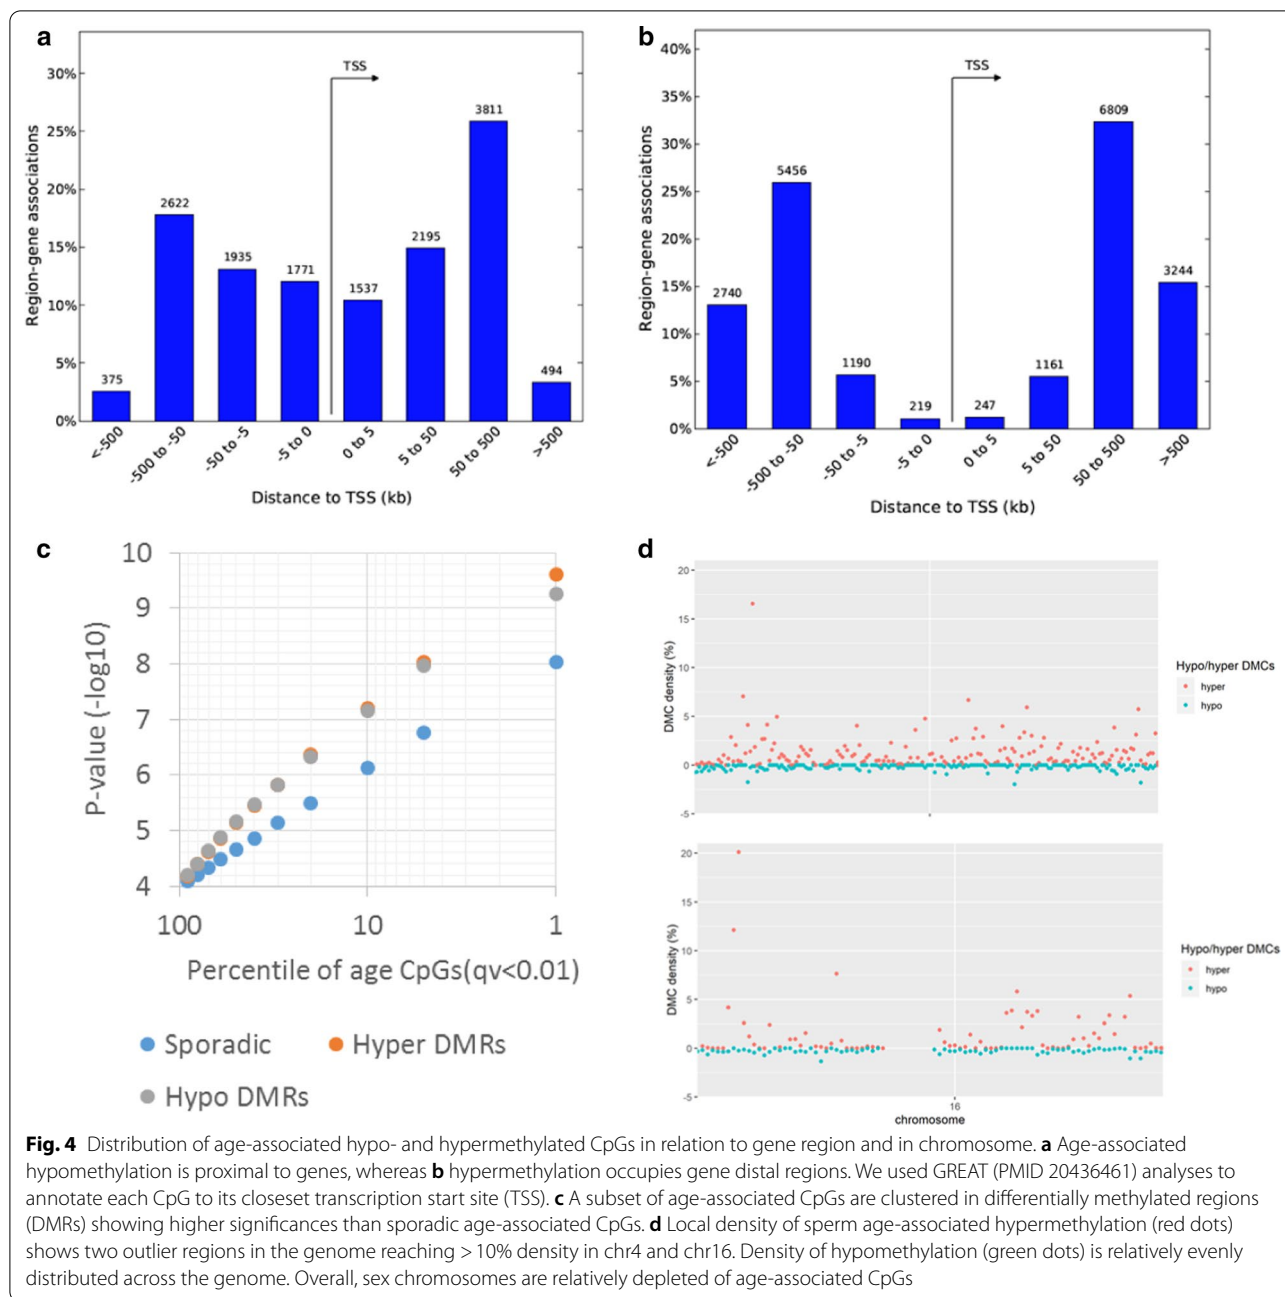 a
30%
25%
20%
15%
10%
5%
0%
Region-gene associations
TSS
375
2622
1935
1771
1537
2195
3811
494
<-500
-500 to -50
-50 to -5
-5 to 0
0 to 5
5 to 50
50 to 500
>500
Distance to TSS (kb)
b
40%
35%
30%
25%
20%
15%
10%
5%
0%
Region-gene associations
TSS
2740
5456
1190
219
247
1161
6809
3244
<-500
-500 to -50
-50 to -5
-5 to 0
0 to 5
5 to 50
50 to 500
>500
Distance to TSS (kb)
c
10
9
8
7
6
5
4
P-value (-log10)
100
10
1
Percentile of age CpGs(qv<0.01)
Sporadic
Hyper DMRs
Hypo DMRs
d
20
15
10
5
0
-5
DMC density (%)
Hypo/hyper DMCs
hyper
hypo
20
15
10
5
0
-5
DMC density (%)
16
chromosome
Hypo/hyper DMCs
hyper
hypo
Fig. 4 Distribution of age-associated hypo- and hypermethylated CpGs in relation to gene region and in chromosome. a Age-associated
hypomethylation is proximal to genes, whereas b hypermethylation occupies gene distal regions. We used GREAT (PMID 20436461) analyses to
annotate each CpG to its closeset transcription start site (TSS). c A subset of age-associated CpGs are clustered in differentially methylated regions
(DMRs) showing higher significances than sporadic age-associated CpGs. d Local density of sperm age-associated hypermethylation (red dots)
shows two outlier regions in the genome reaching > 10% density in chr4 and chr16. Density of hypomethylation (green dots) is relatively evenly
distributed across the genome. Overall, sex chromosomes are relatively depleted of age-associated CpGs